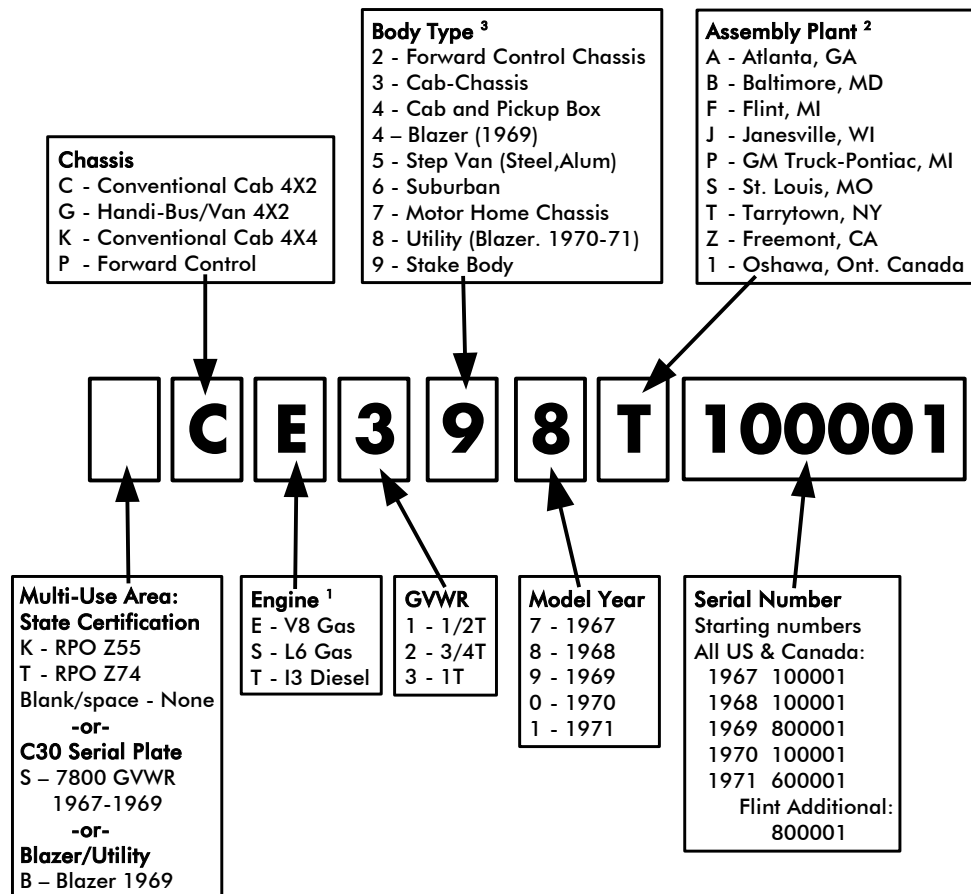 Body Type ³
2 - Forward Control Chassis
3 - Cab-Chassis
4 - Cab and Pickup Box
4 – Blazer (1969)
5 - Step Van (Steel,Alum)
6 - Suburban
7 - Motor Home Chassis
8 - Utility (Blazer. 1970-71)
9 - Stake Body
Assembly Plant ²
A - Atlanta, GA
B - Baltimore, MD
F - Flint, MI
J - Janesville, WI
P - GM Truck-Pontiac, MI
S - St. Louis, MO
T - Tarrytown, NY
Z - Freemont, CA
1 - Oshawa, Ont. Canada
Chassis
C - Conventional Cab 4X2
G - Handi-Bus/Van 4X2
K - Conventional Cab 4X4
P - Forward Control
C E 3 9 8 T 100001
Multi-Use Area:
State Certification
K - RPO Z55
T - RPO Z74
Blank/space - None
-or-
C30 Serial Plate
S – 7800 GVWR
1967-1969
-or-
Blazer/Utility
B – Blazer 1969
Engine ¹
E - V8 Gas
S - L6 Gas
T - I3 Diesel
GVWR
1 - 1/2T
2 - 3/4T
3 - 1T
Model Year
7 - 1967
8 - 1968
9 - 1969
0 - 1970
1 - 1971
Serial Number
Starting numbers
All US & Canada:
1967 100001
1968 100001
1969 800001
1970 100001
1971 600001
Flint Additional:
800001